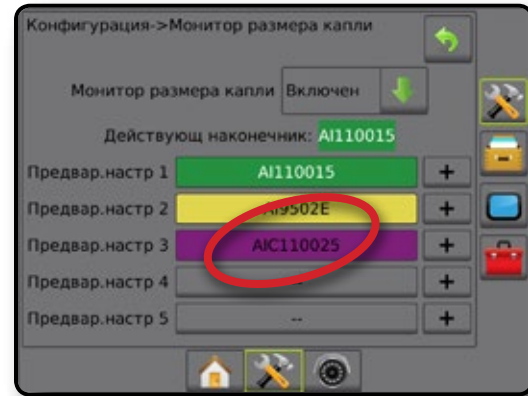 Конфигурация->Монитор размера капли
Монитор размера капли Включен
Действующ наконечник: AI110015
Предвар.настр 1 AI110015 +
Предвар.настр 2 AI9502E +
Предвар.настр 3 AIC110025 +
Предвар.настр 4 -- +
Предвар.настр 5 -- +